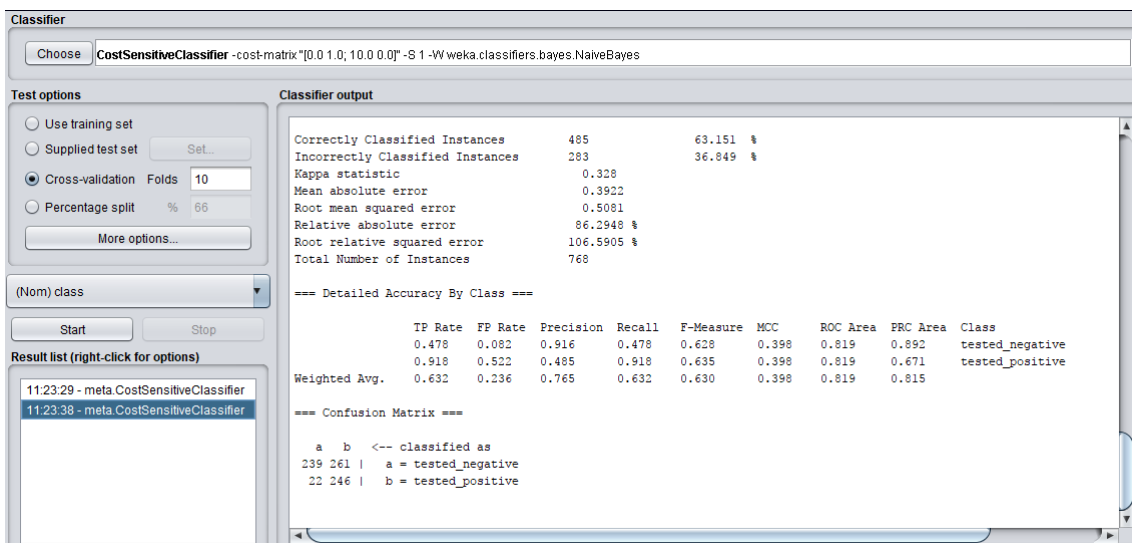 Classifier
Choose CostSensitiveClassifier -cost-matrix "[0.0 1.0; 10.0 0.0]" -S 1 -W weka.classifiers.bayes.NaiveBayes
Test options
Use training set
Supplied test set Set...
Cross-validation Folds 10
Percentage split % 66
More options...
(Nom) class
Start Stop
Result list (right-click for options)
11:23:29 - meta.CostSensitiveClassifier
11:23:38 - meta.CostSensitiveClassifier
Classifier output
Correctly Classified Instances 485 63.151 %
Incorrectly Classified Instances 283 36.849 %
Kappa statistic 0.328
Mean absolute error 0.3922
Root mean squared error 0.5081
Relative absolute error 86.2948 %
Root relative squared error 106.5905 %
Total Number of Instances 768
=== Detailed Accuracy By Class ===
TP Rate FP Rate Precision Recall F-Measure MCC ROC Area PRC Area Class
0.478 0.082 0.916 0.478 0.628 0.398 0.819 0.892 tested_negative
0.918 0.522 0.485 0.918 0.635 0.398 0.819 0.671 tested_positive
Weighted Avg. 0.632 0.236 0.765 0.632 0.630 0.398 0.819 0.815
=== Confusion Matrix ===
a b <-- classified as
239 261 | a = tested_negative
22 246 | b = tested_positive